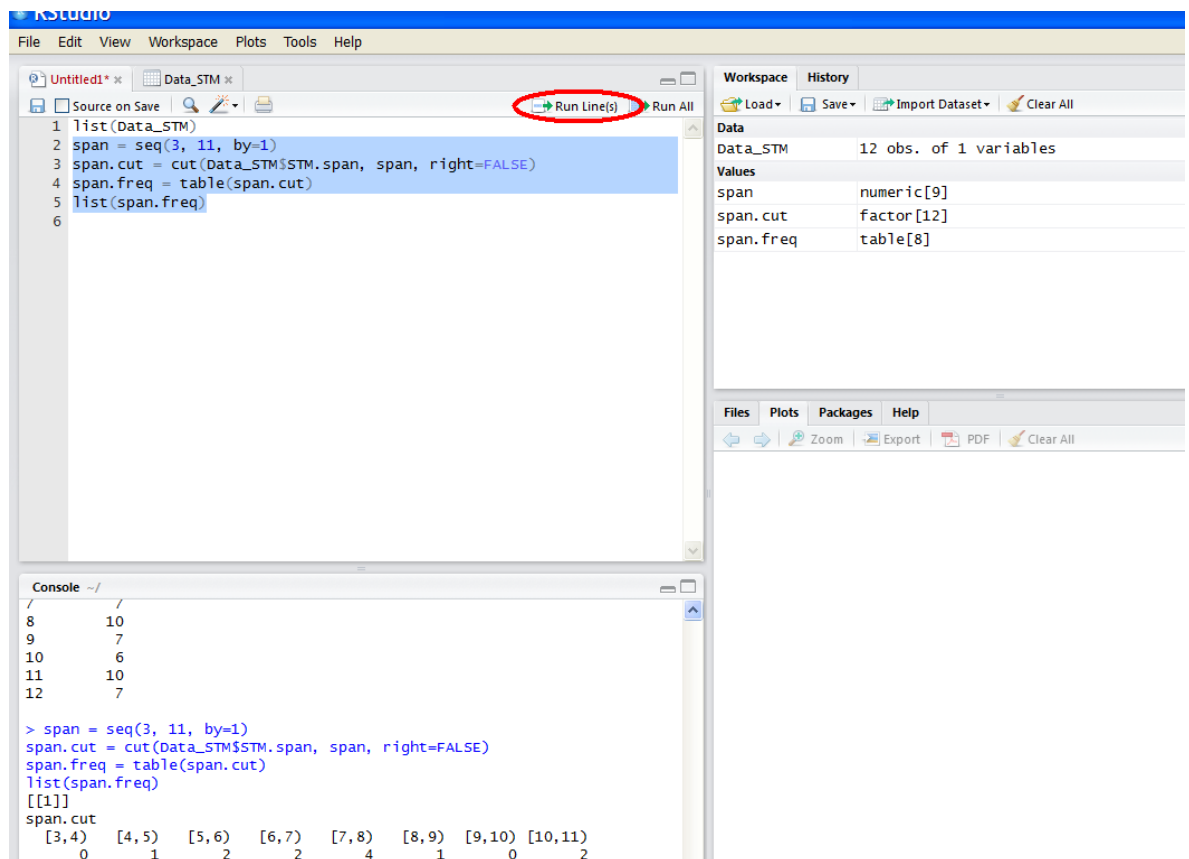 RStudio
File Edit View Workspace Plots Tools Help
Untitled1* × Data_STM ×
Source on Save Run Line(s) Run All
1 list(Data_STM)
2 span = seq(3, 11, by=1)
3 span.cut = cut(Data_STM$STM.span, span, right=FALSE)
4 span.freq = table(span.cut)
5 list(span.freq)
6
Console ~/
7 7
8 10
9 7
10 6
11 10
12 7
> span = seq(3, 11, by=1)
span.cut = cut(Data_STM$STM.span, span, right=FALSE)
span.freq = table(span.cut)
list(span.freq)
[[1]]
span.cut
[3,4) [4,5) [5,6) [6,7) [7,8) [8,9) [9,10) [10,11)
0 1 2 2 4 1 0 2
Workspace History
Load Save Import Dataset Clear All
Data
Data_STM 12 obs. of 1 variables
Values
span numeric[9]
span.cut factor[12]
span.freq table[8]
Files Plots Packages Help
Zoom Export PDF Clear All